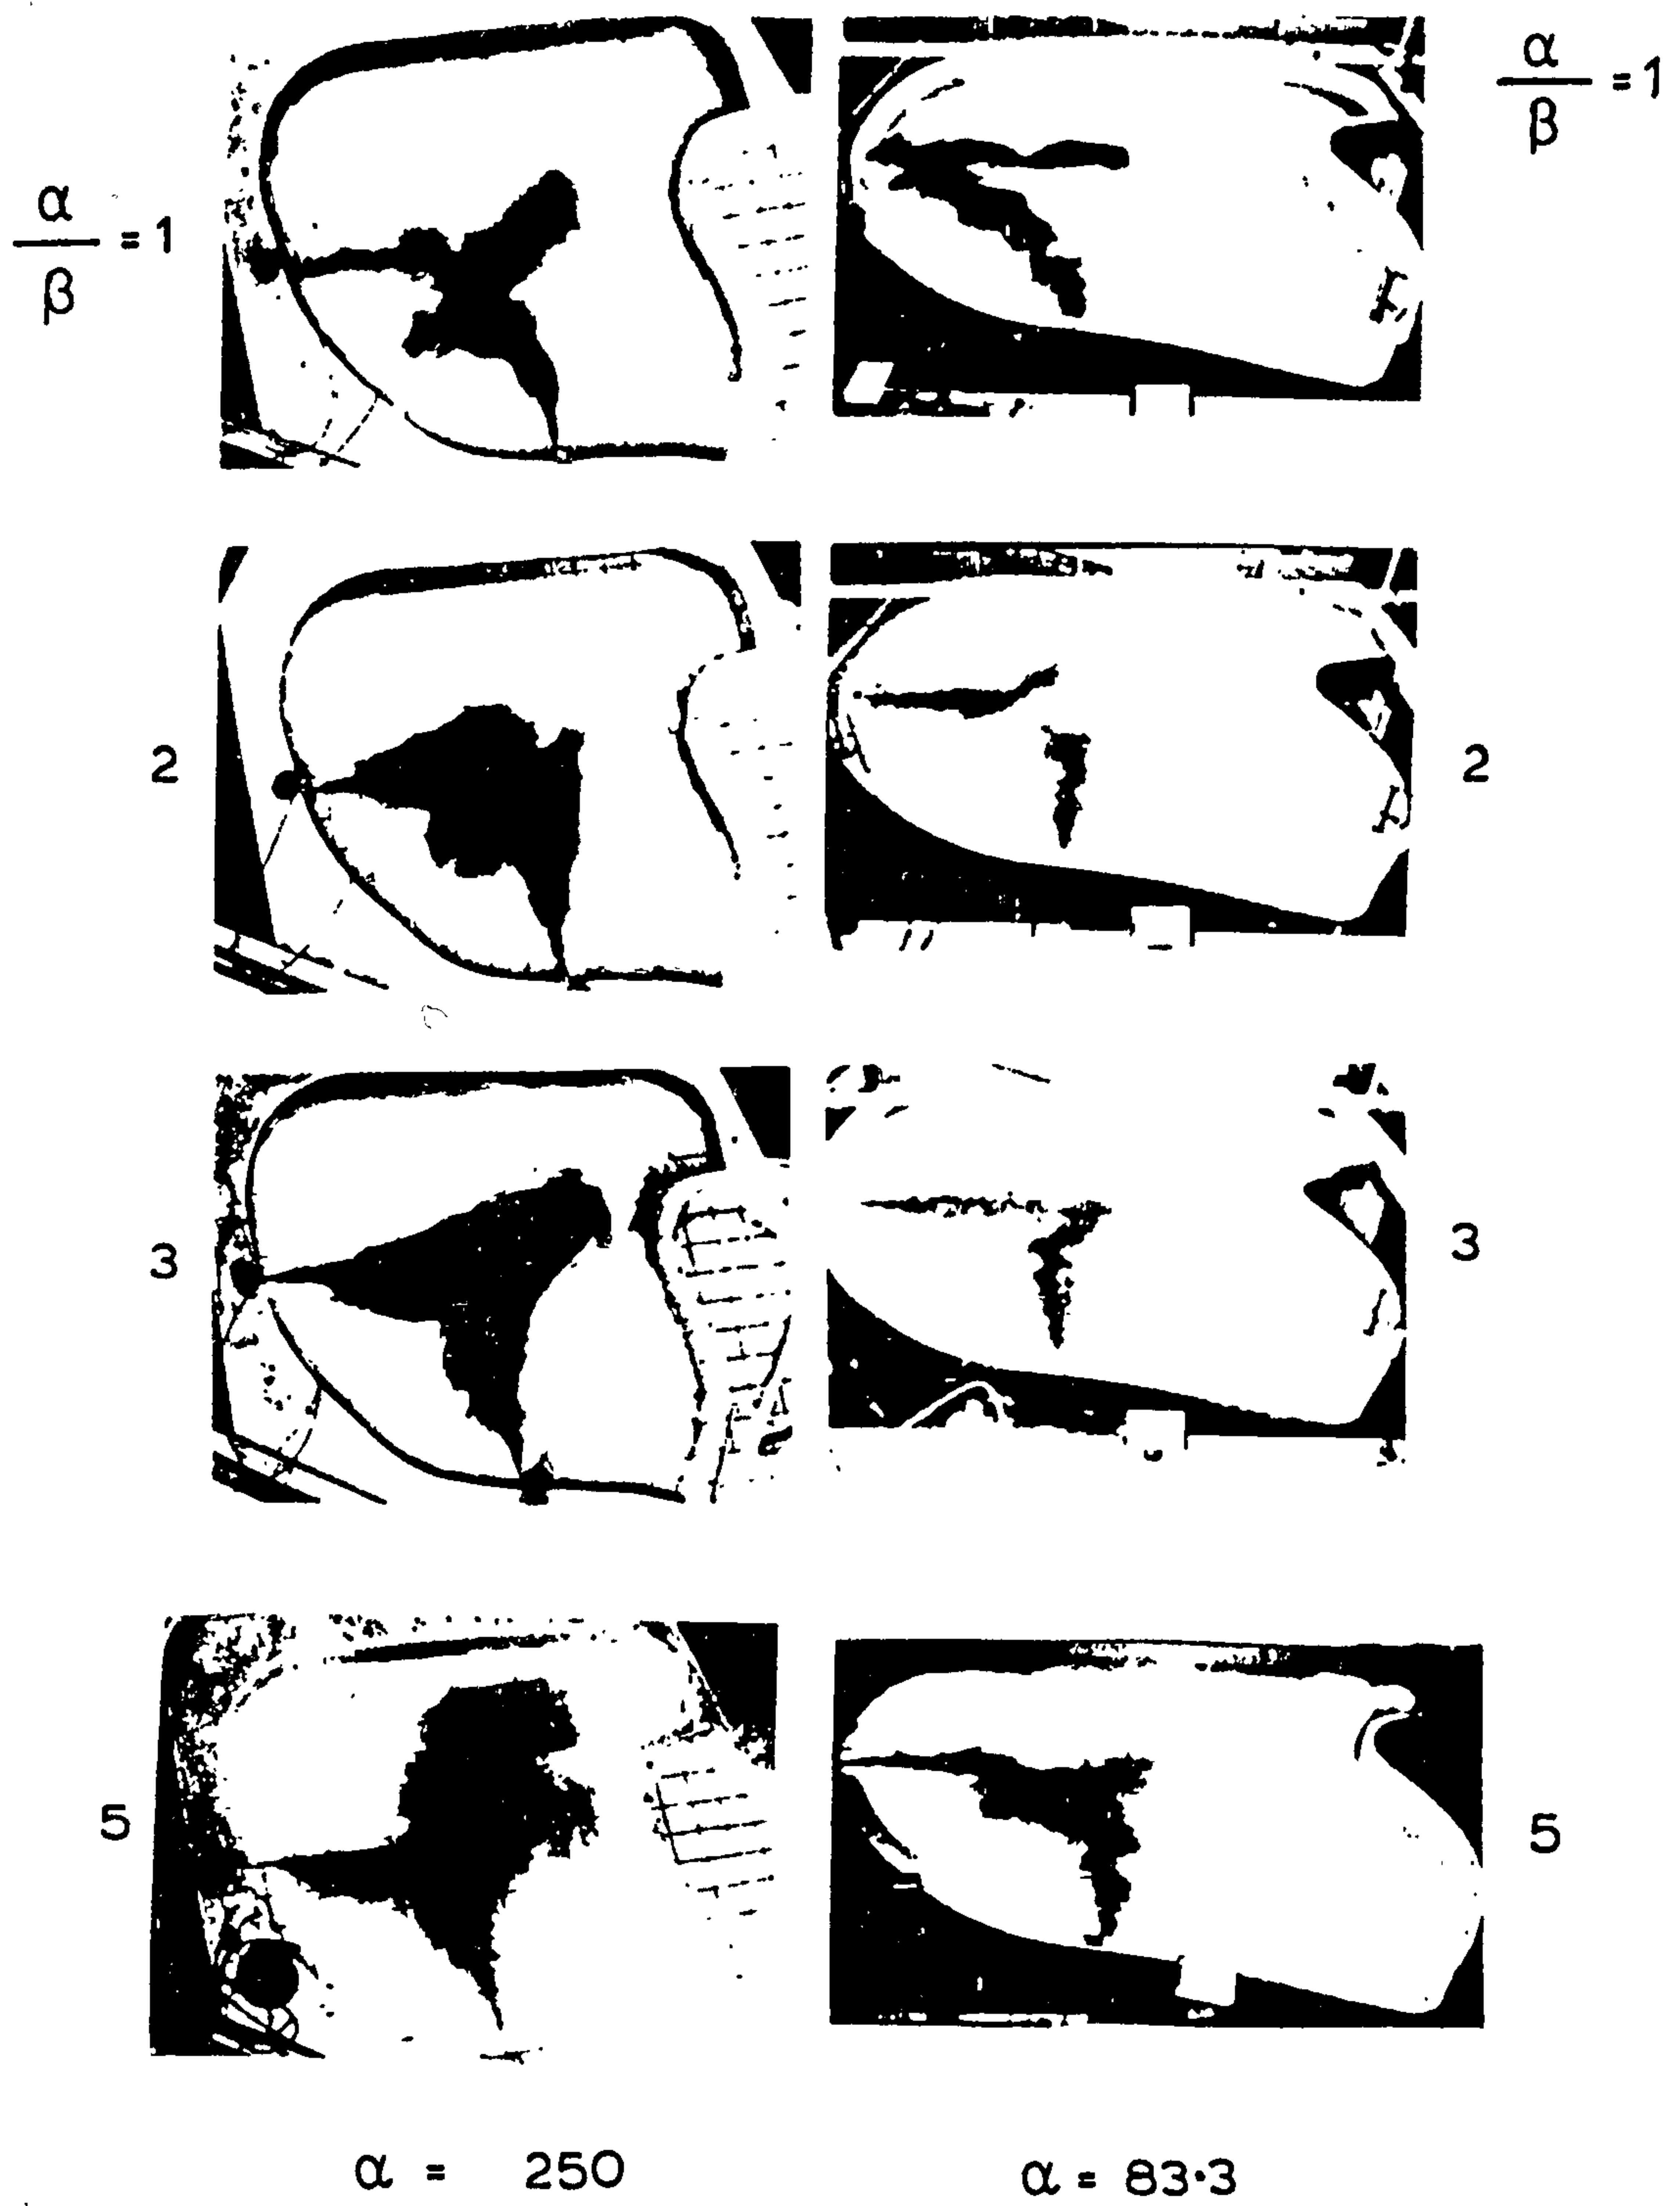 α/β = 1
α/β = 1
2
2
3
3
5
5
α = 250
α = 83·3